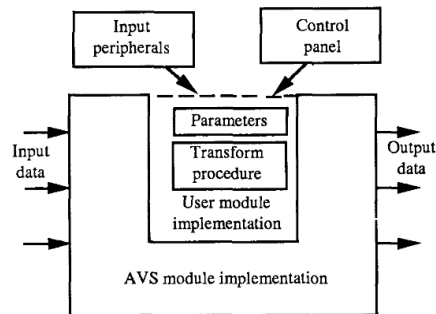 Input
peripherals
Control
panel
Parameters
Transform
procedure
User module
implementation
Input
data
Output
data
AVS module implementation